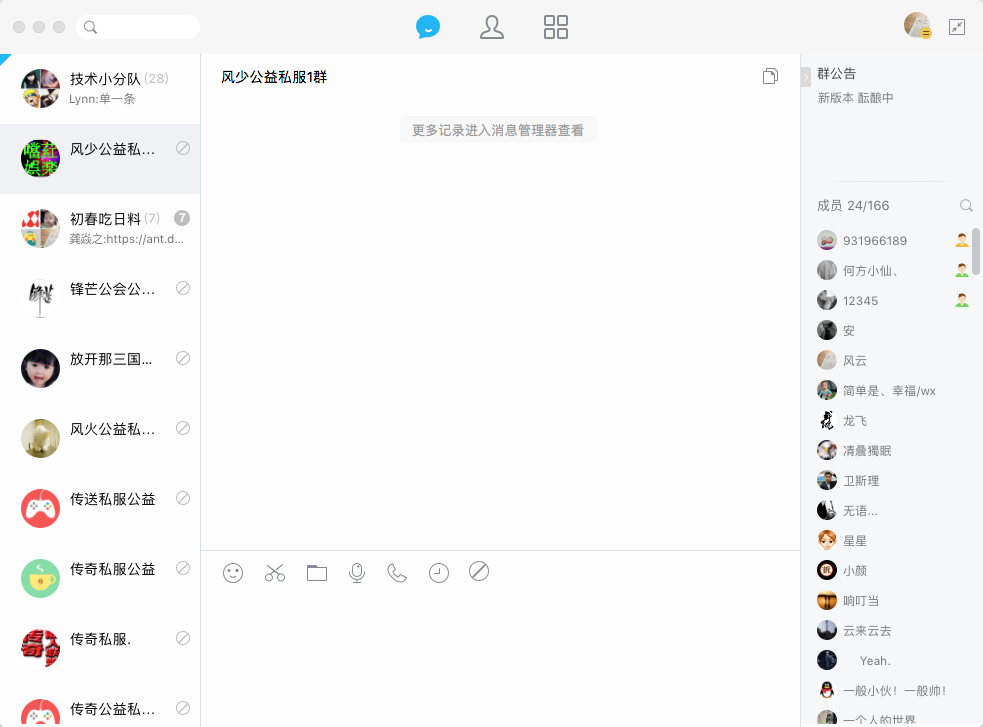 技术小分队 (28)
Lynn:单一条
风少公益私...
初春吃日料 (7)
7
龚焱之:https://ant.d...
锋芒公会公...
放开那三国...
风火公益私...
传送私服公益
传奇私服公益
传奇私服.
传奇公益私...
风少公益私服1群
更多记录进入消息管理器查看
群公告
新版本 酝酿中
成员 24/166
931966189
何方小仙、
12345
安
风云
简单是、幸福/wx
龙飞
清晨獨眠
卫斯理
无语...
星星
小颜
响叮当
云来云去
Yeah.
一般小伙！一般帅！
一个人的世界